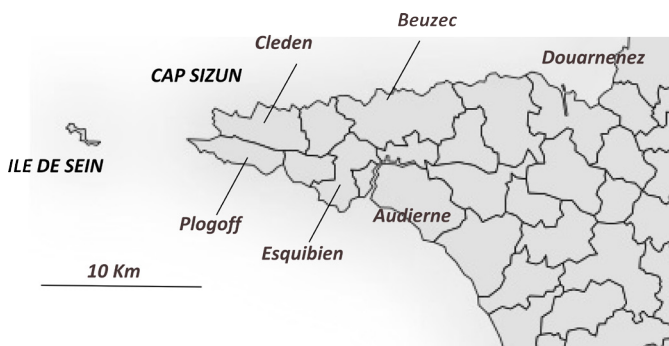 Beuzec
Cleden
Douarnenez
CAP SIZUN
ILE DE SEIN
Plogoff
Audierne
Esquibien
10 Km